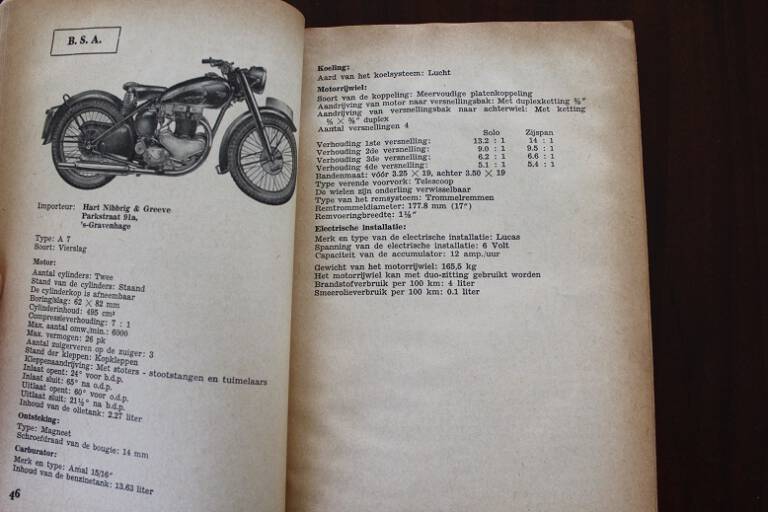 B. S. A.
Importeur: Hart Nibbrig & Greeve
Parkstraat 91a,
's-Gravenhage
Type: A 7
Soort: Vierslag
Motor:
Aantal cylinders: Twee
Stand van de cylinders: Staand
De cylinderkop is afneembaar
Boring/slag: 62 × 82 mm
Cylinderinhoud: 495 cm³
Compressieverhouding: 7 : 1
Max. aantal omw./min.: 6000
Max. vermogen: 26 pk
Aantal zuigerveren op de zuiger: 3
Stand der kleppen: Kopkleppen
Kleppenaandrijving: Met stoters - stootstangen en tuimelaars
Inlaat opent: 24° voor b.d.p.
Inlaat sluit: 65° na o.d.p.
Uitlaat opent: 60° voor o.d.p.
Uitlaat sluit: 21½° na b.d.p.
Inhoud van de olietank: 2.27 liter
Ontsteking:
Type: Magneet
Schroefdraad van de bougie: 14 mm
Carburator:
Merk en type: Amal 15/16"
Inhoud van de benzinetank: 13.63 liter
46
Koeling:
Aard van het koelsysteem: Lucht
Motorrijwiel:
Soort van de koppeling: Meervoudige platenkoppeling
Aandrijving van motor naar versnellingsbak: Met duplexketting ⅜"
Aandrijving van versnellingsbak naar achterwiel: Met ketting
⅝ × ⅜" duplex
Aantal versnellingen 4
Solo Zijspan
Verhouding 1ste versnelling: 13.2 : 1 14 : 1
Verhouding 2de versnelling: 9.0 : 1 9.5 : 1
Verhouding 3de versnelling: 6.2 : 1 6.6 : 1
Verhouding 4de versnelling: 5.1 : 1 5,4 : 1
Bandenmaat: vóór 3.25 × 19, achter 3.50 × 19
Type verende voorvork: Telescoop
De wielen zijn onderling verwisselbaar
Type van het remsysteem: Trommelremmen
Remtrommeldiameter: 177.8 mm (17")
Remvoeringbreedte: 1⅛"
Electrische installatie:
Merk en type van de electrische installatie: Lucas
Spanning van de electrische installatie: 6 Volt
Capaciteit van de accumulator: 12 amp./uur
Gewicht van het motorrijwiel: 165,5 kg
Het motorrijwiel kan met duo-zitting gebruikt worden
Brandstofverbruik per 100 km: 4 liter
Smeerolieverbruik per 100 km: 0.1 liter